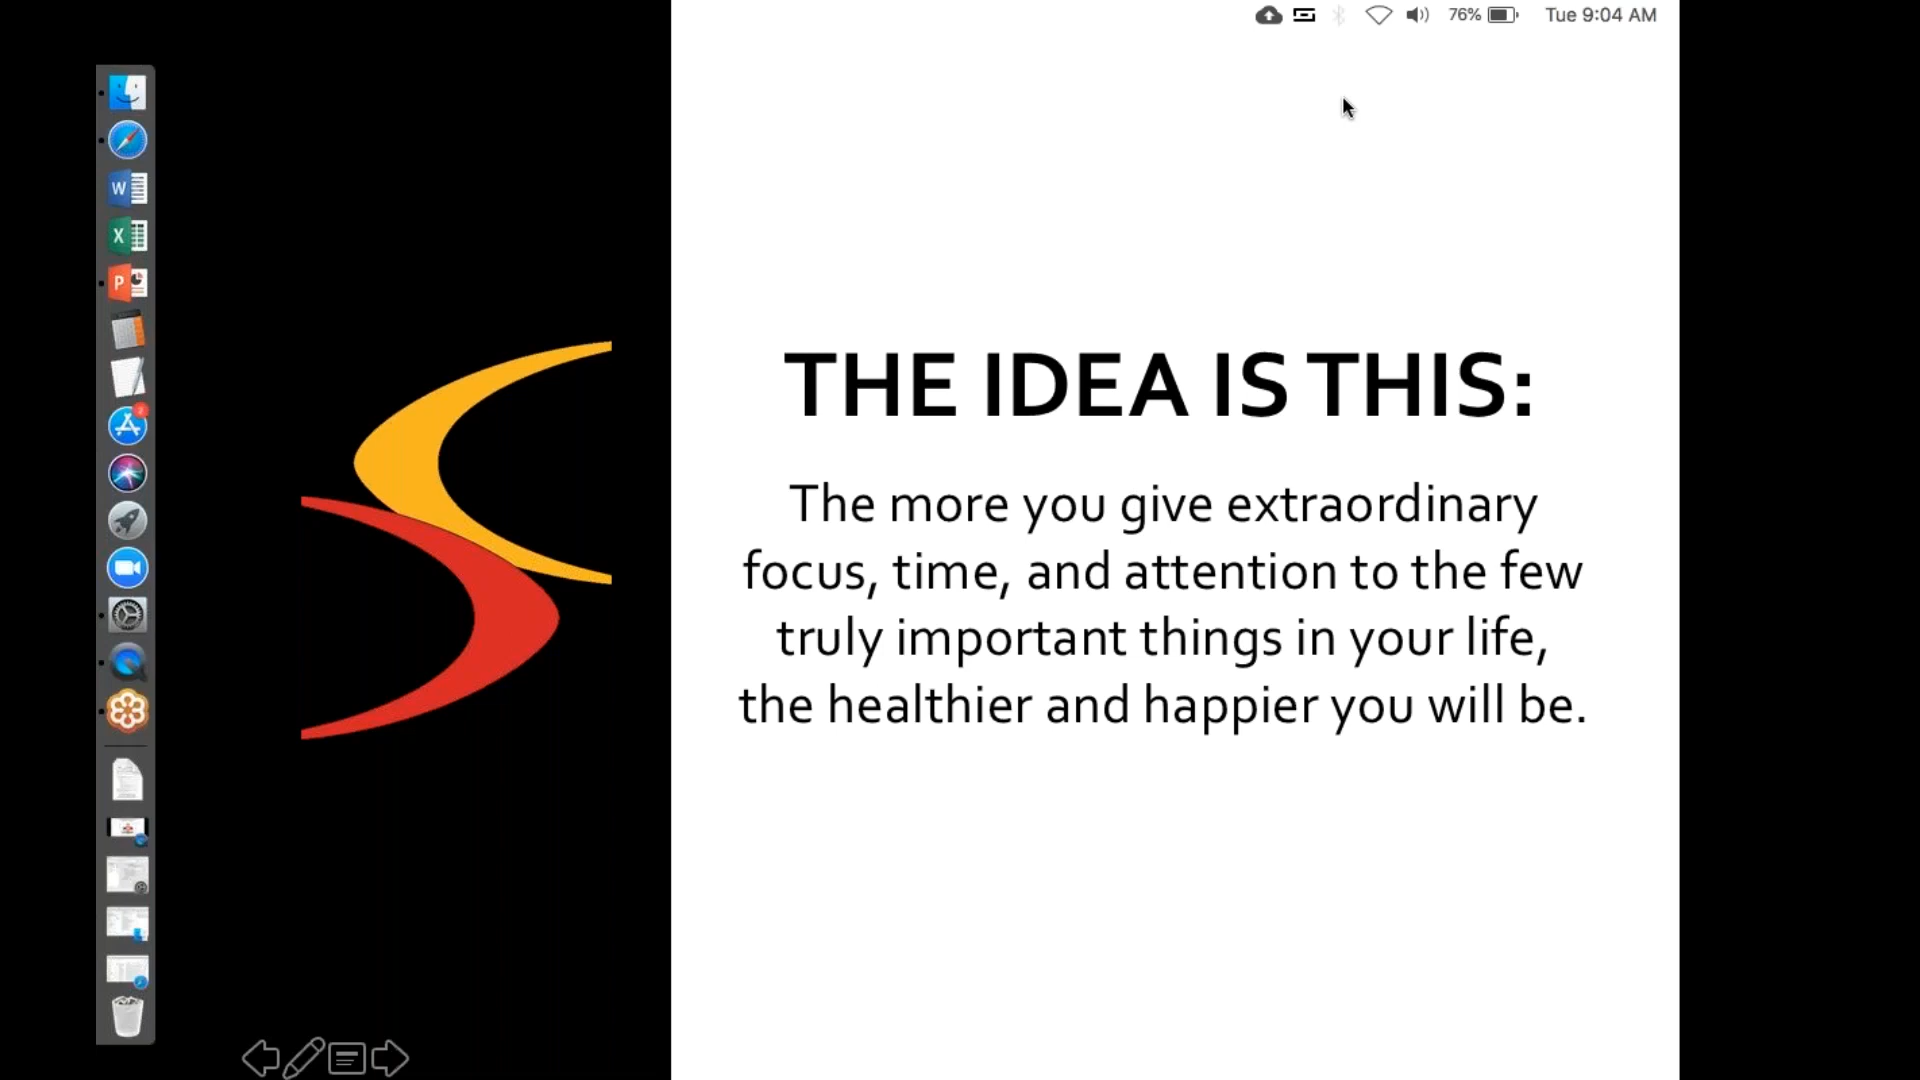 76%
Tue 9:04 AM
W
X
P
THE IDEA IS THIS:
The more you give extraordinary
focus, time, and attention to the few
truly important things in your life,
the healthier and happier you will be.